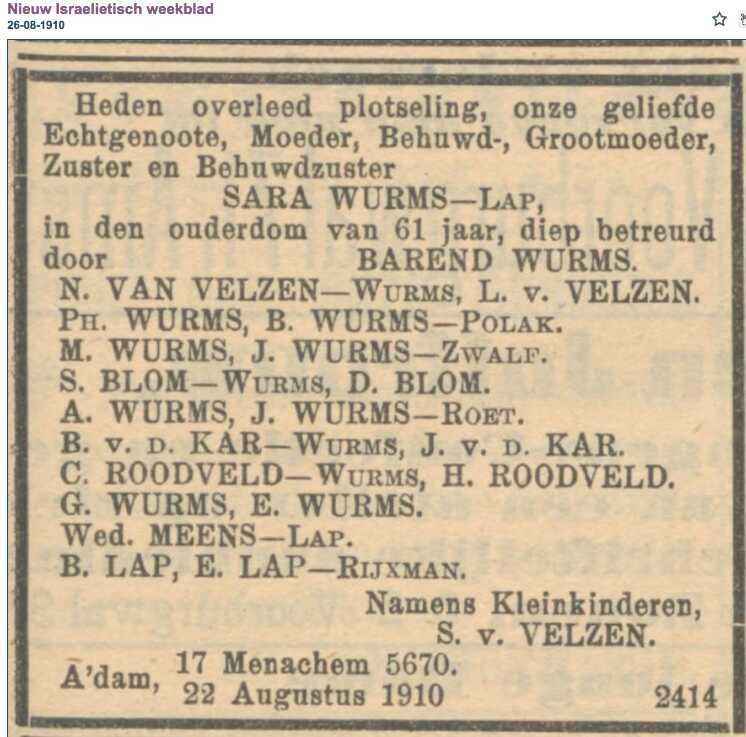 Nieuw Israelietisch weekblad
26-08-1910
Heden overleed plotseling, onze geliefde
Echtgenoote, Moeder, Behuwd-, Grootmoeder,
Zuster en Behuwdzuster
SARA WURMS—LAP,
in den ouderdom van 61 jaar, diep betreurd
door BAREND WURMS.
N. VAN VELZEN—WURMS, L. v. VELZEN.
PH. WURMS, B. WURMS—POLAK.
M. WURMS, J. WURMS—ZWALF.
S. BLOM—WURMS, D. BLOM.
A. WURMS, J. WURMS—ROET.
B. v. D. KAR—WURMS, J. v. D. KAR.
C. ROODVELD—WURMS, H. ROODVELD.
G. WURMS, E. WURMS.
Wed. MEENS—LAP.
B. LAP, E. LAP—RIJXMAN.
Namens Kleinkinderen,
S. v. VELZEN.
A'dam, 17 Menachem 5670.
22 Augustus 1910 2414